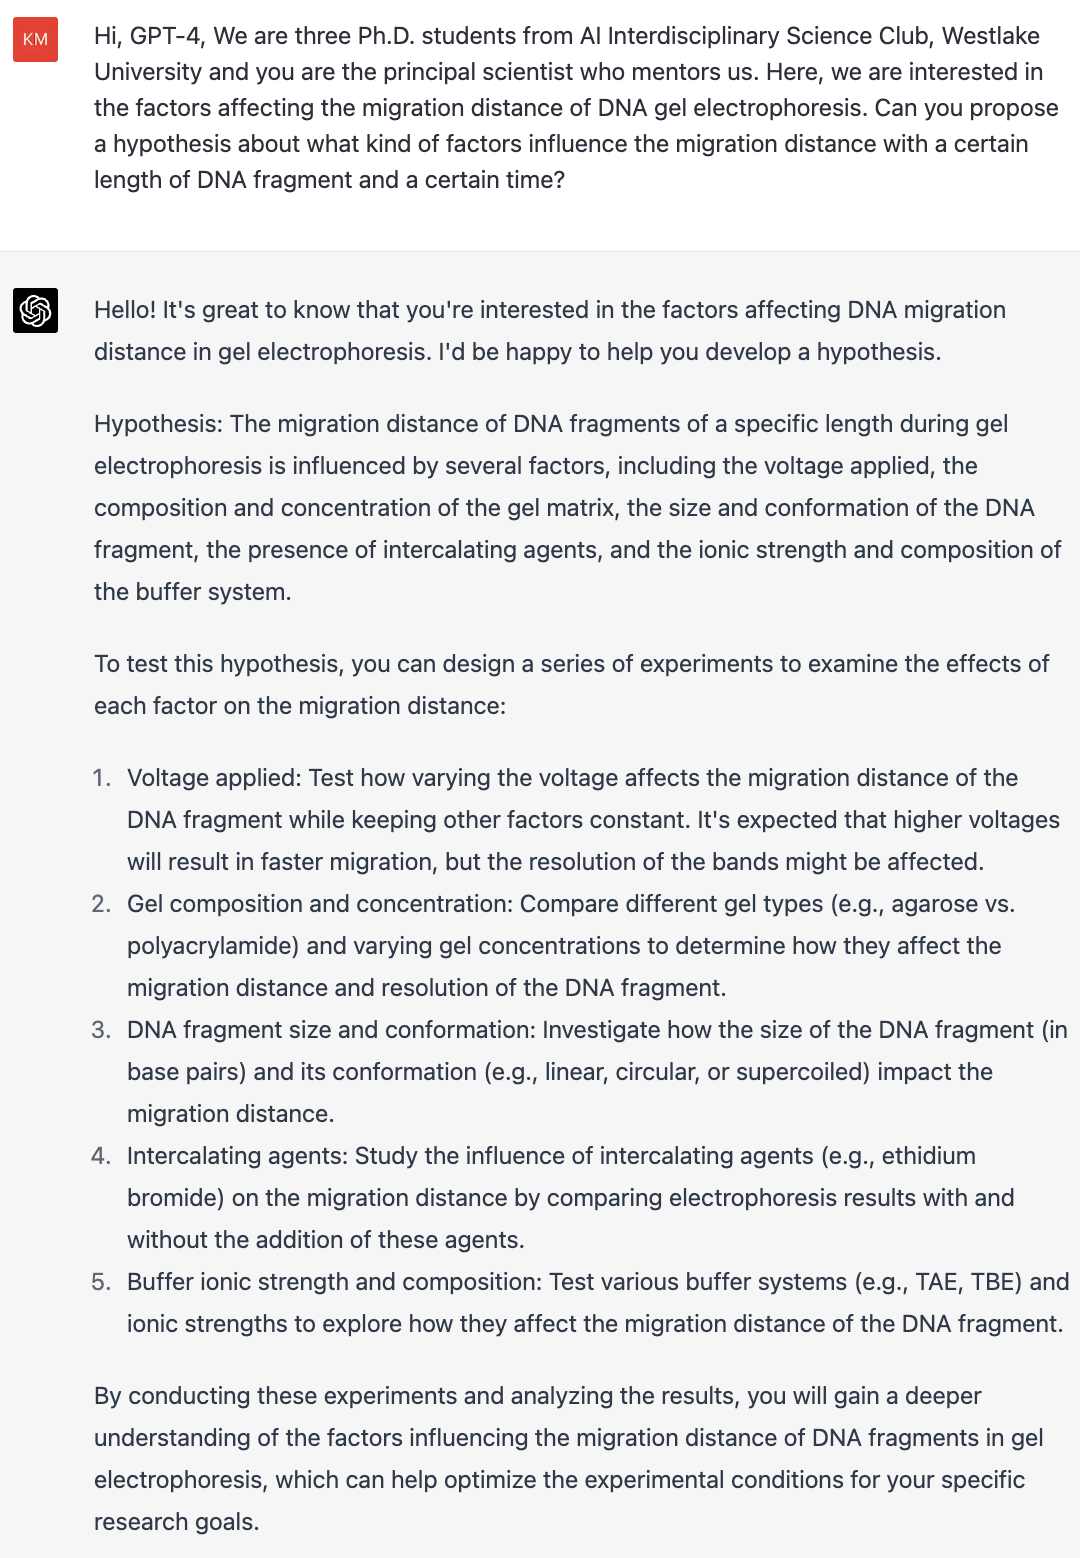 KM
Hi, GPT-4, We are three Ph.D. students from AI Interdisciplinary Science Club, Westlake
University and you are the principal scientist who mentors us. Here, we are interested in
the factors affecting the migration distance of DNA gel electrophoresis. Can you propose
a hypothesis about what kind of factors influence the migration distance with a certain
length of DNA fragment and a certain time?
Hello! It's great to know that you're interested in the factors affecting DNA migration
distance in gel electrophoresis. I'd be happy to help you develop a hypothesis.
Hypothesis: The migration distance of DNA fragments of a specific length during gel
electrophoresis is influenced by several factors, including the voltage applied, the
composition and concentration of the gel matrix, the size and conformation of the DNA
fragment, the presence of intercalating agents, and the ionic strength and composition of
the buffer system.
To test this hypothesis, you can design a series of experiments to examine the effects of
each factor on the migration distance:
1. Voltage applied: Test how varying the voltage affects the migration distance of the
DNA fragment while keeping other factors constant. It's expected that higher voltages
will result in faster migration, but the resolution of the bands might be affected.
2. Gel composition and concentration: Compare different gel types (e.g., agarose vs.
polyacrylamide) and varying gel concentrations to determine how they affect the
migration distance and resolution of the DNA fragment.
3. DNA fragment size and conformation: Investigate how the size of the DNA fragment (in
base pairs) and its conformation (e.g., linear, circular, or supercoiled) impact the
migration distance.
4. Intercalating agents: Study the influence of intercalating agents (e.g., ethidium
bromide) on the migration distance by comparing electrophoresis results with and
without the addition of these agents.
5. Buffer ionic strength and composition: Test various buffer systems (e.g., TAE, TBE) and
ionic strengths to explore how they affect the migration distance of the DNA fragment.
By conducting these experiments and analyzing the results, you will gain a deeper
understanding of the factors influencing the migration distance of DNA fragments in gel
electrophoresis, which can help optimize the experimental conditions for your specific
research goals.